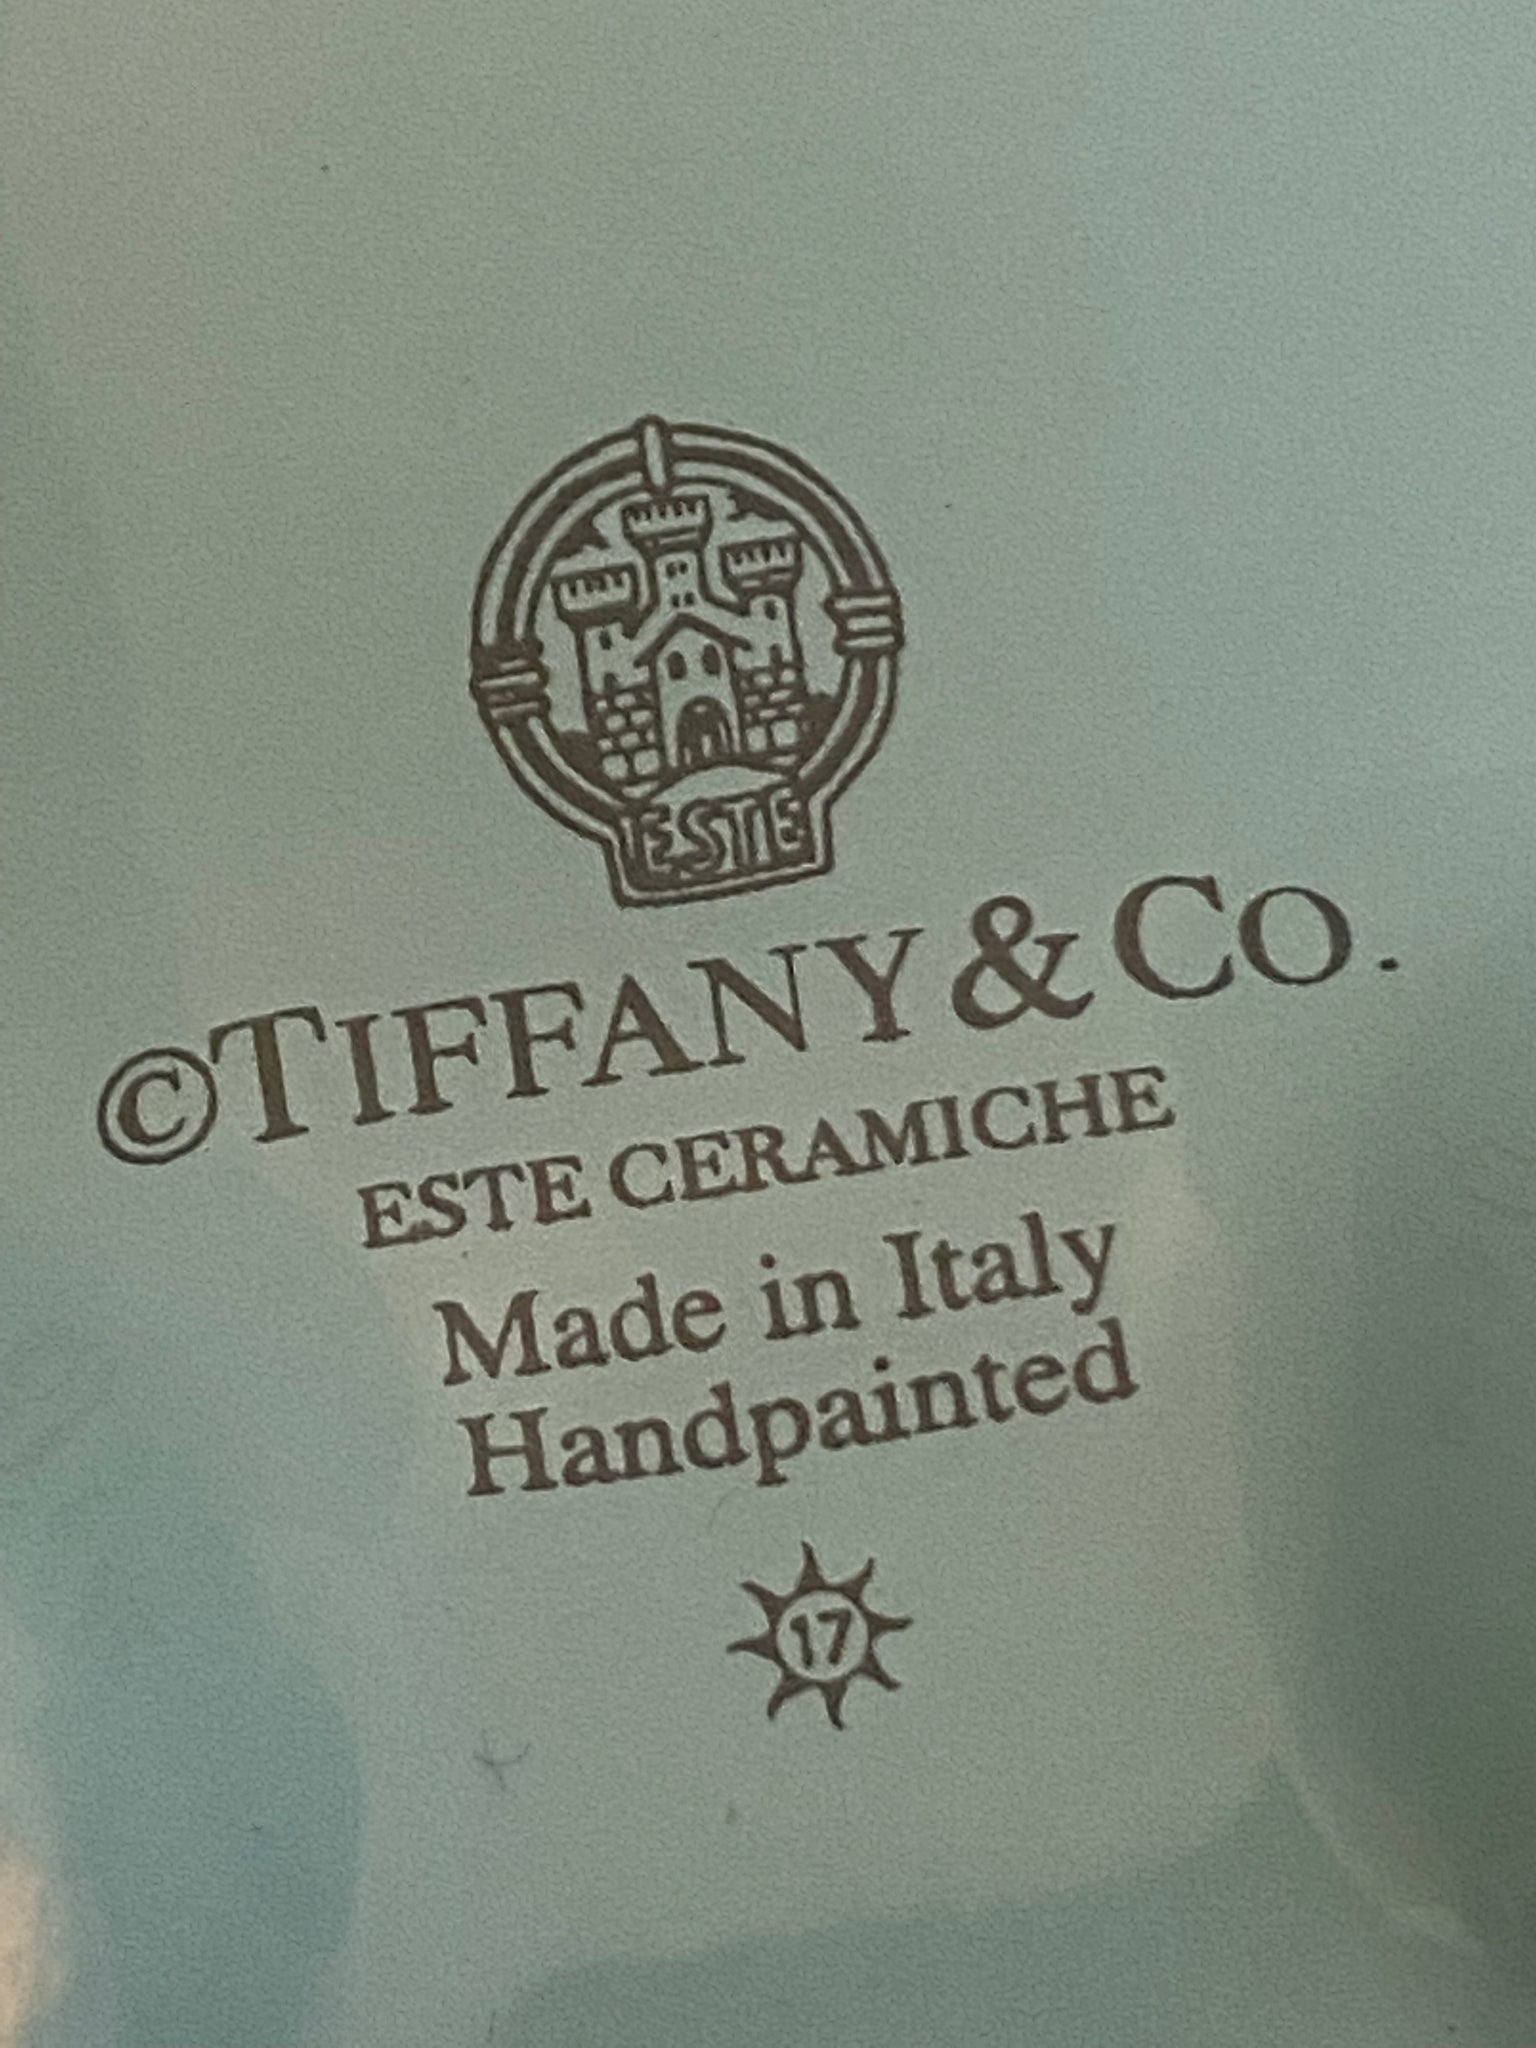 ESTE
©TIFFANY & CO.
ESTE CERAMICHE
Made in Italy
Handpainted
17